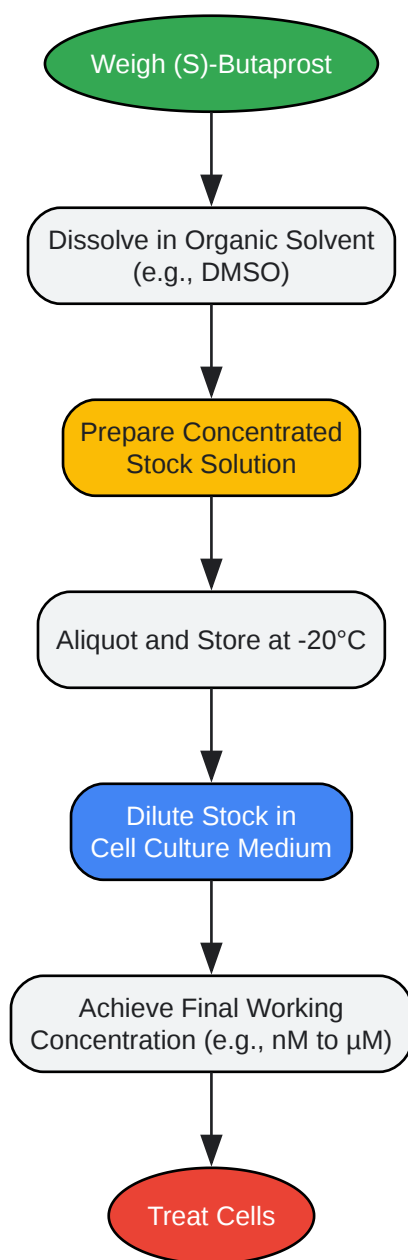 Weigh (S)-Butaprost
Dissolve in Organic Solvent
(e.g., DMSO)
Prepare Concentrated
Stock Solution
Aliquot and Store at -20°C
Dilute Stock in
Cell Culture Medium
Achieve Final Working
Concentration (e.g., nM to µM)
Treat Cells